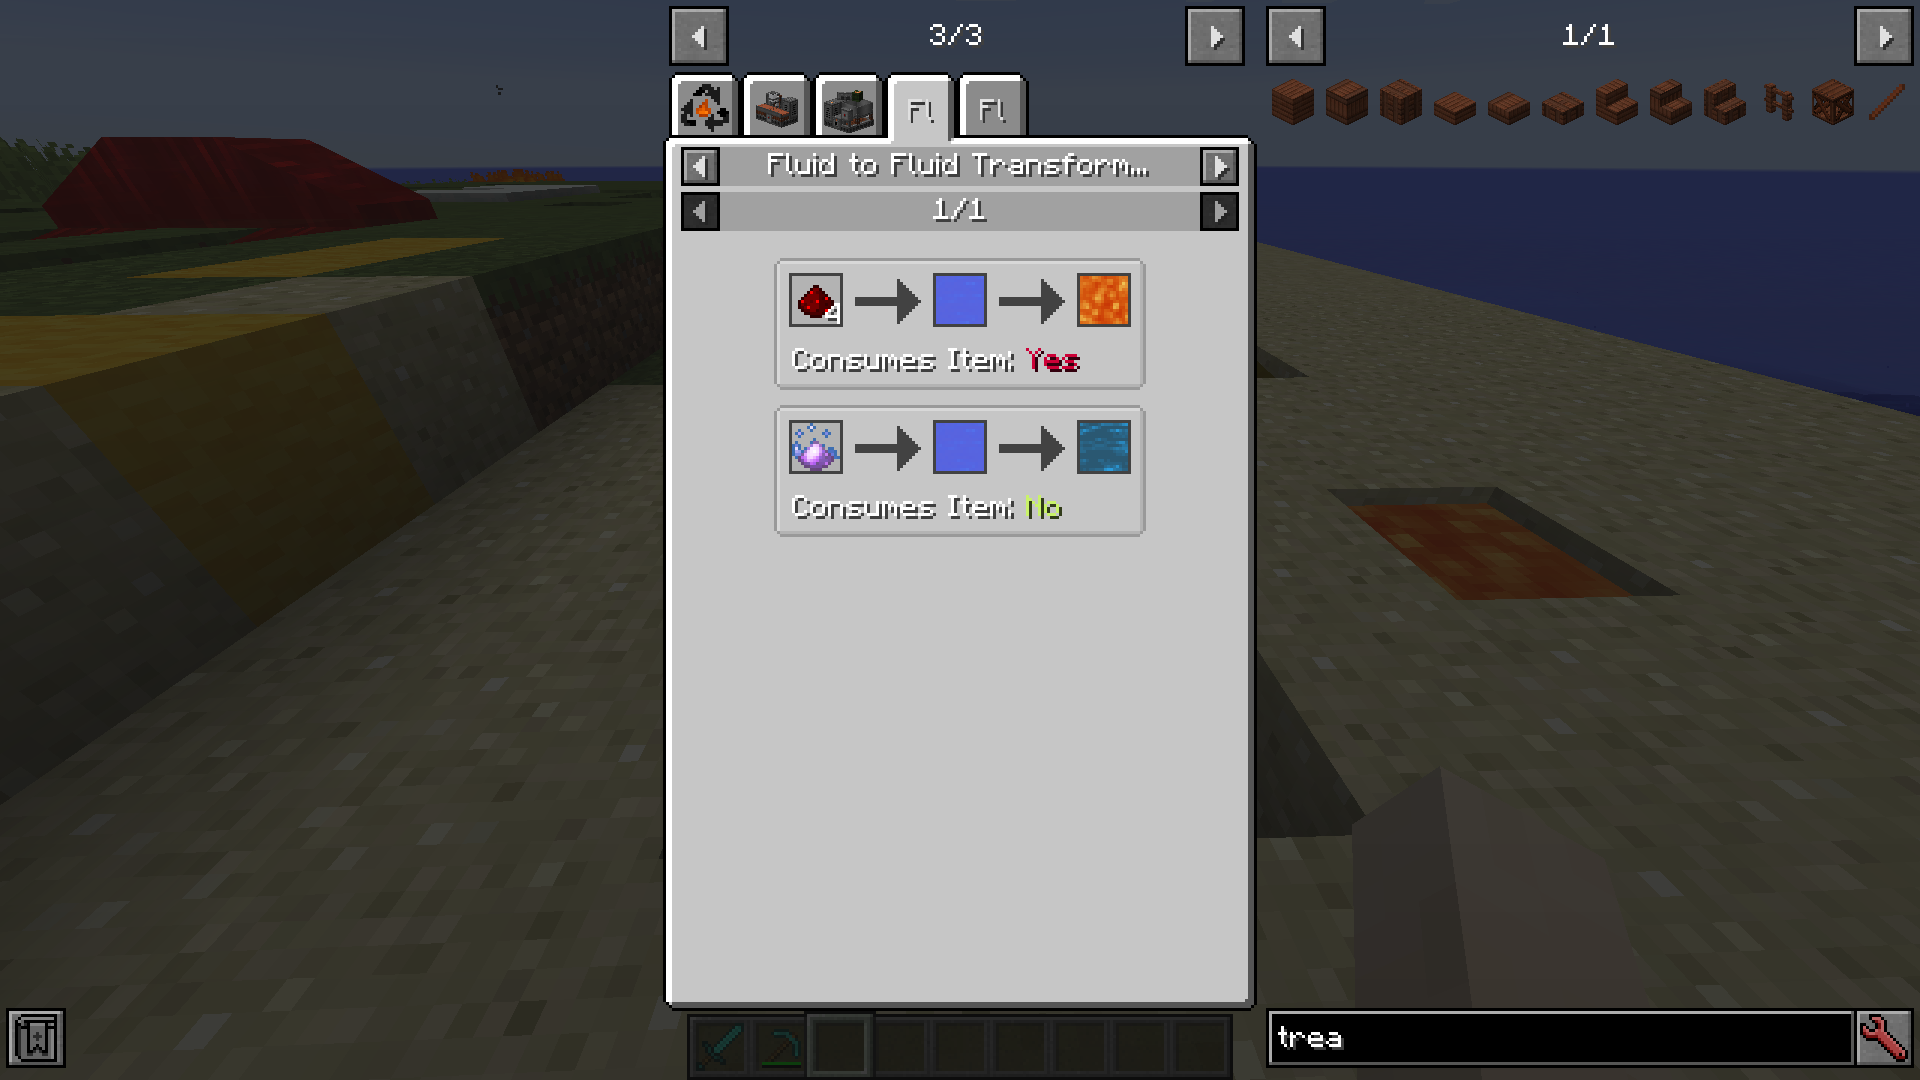 3/3
1/1
Fl
Fl
Fluid to Fluid Transform...
1/1
4
Consumes Item: Yes
Consumes Item: No
trea